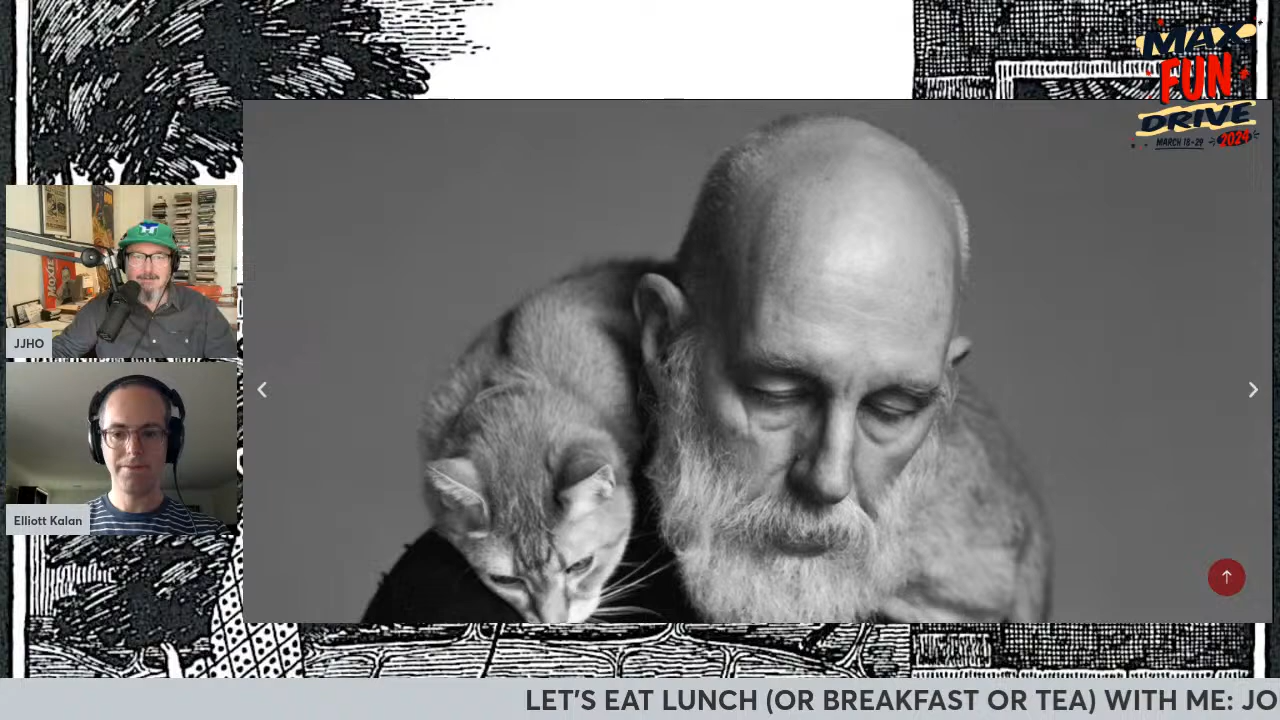 MAX
FUN
DRIVE
MARCH 18-29
2024
MOXIE
JJHO
Elliott Kalan
LET'S EAT LUNCH (OR BREAKFAST OR TEA) WITH ME: JO